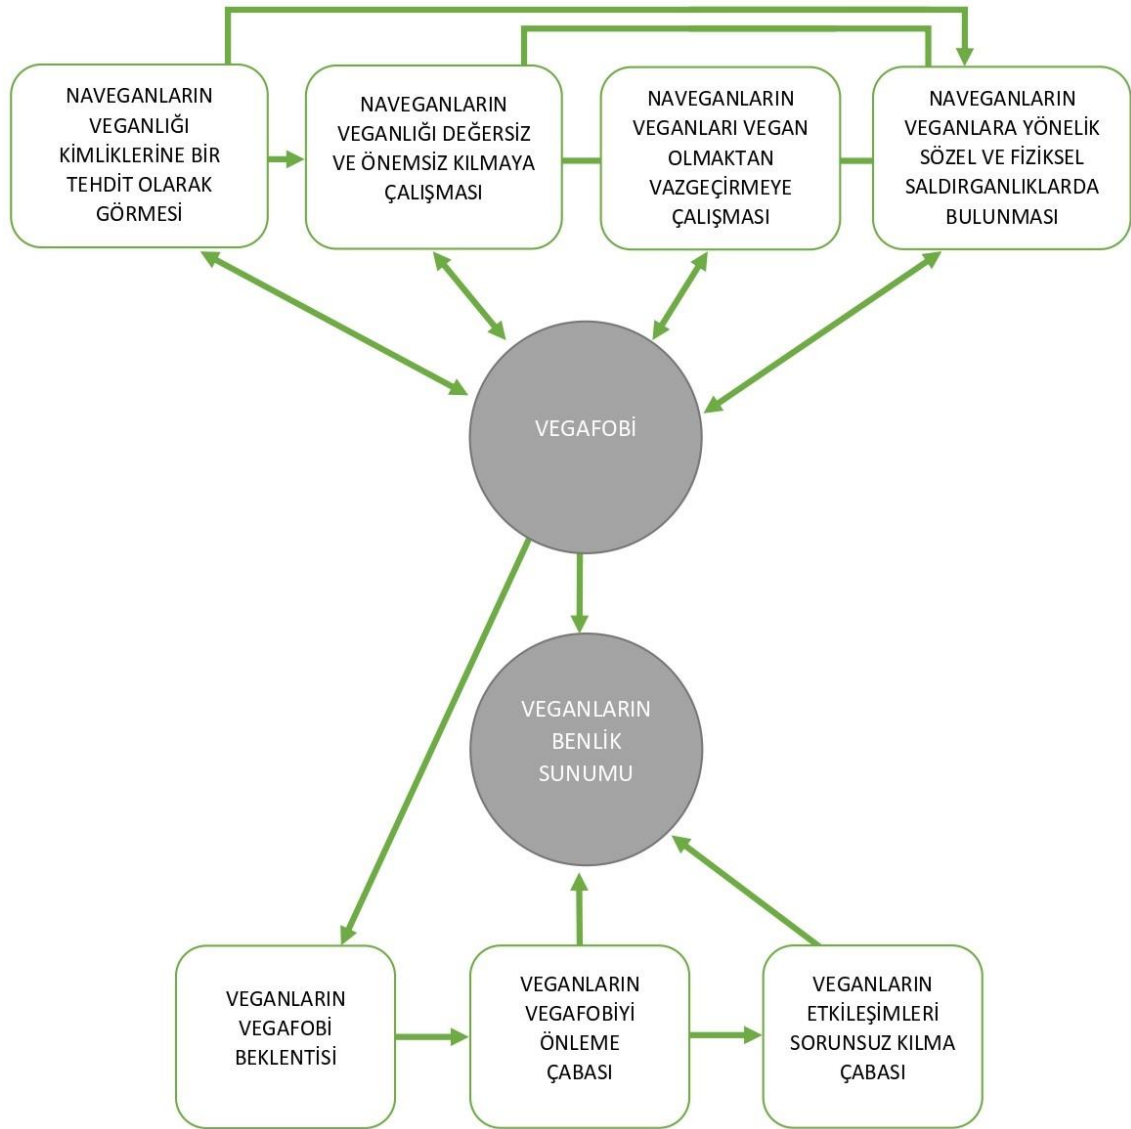 NAVEGANLARIN
VEGANLIĞI
KİMLİKLERİNE BİR
TEHDİT OLARAK
GÖRMESİ
NAVEGANLARIN
VEGANLIĞI DEĞERSİZ
VE ÖNEMSİZ KILMAYA
ÇALIŞMASI
NAVEGANLARIN
VEGANLARI VEGAN
OLMAKTAN
VAZGEÇİRMEYE
ÇALIŞMASI
NAVEGANLARIN
VEGANLARA YÖNELİK
SÖZEL VE FİZİKSEL
SALDIRGANLIKLARDA
BULUNMASI
VEGAFOBİ
VEGANLARIN
BENLİK
SUNUMU
VEGANLARIN
VEGAFOBİ
BEKLENTİSİ
VEGANLARIN
VEGAFOBİYİ
ÖNLEME
ÇABASI
VEGANLARIN
ETKİLEŞİMLERİ
SORUNSUZ KILMA
ÇABASI